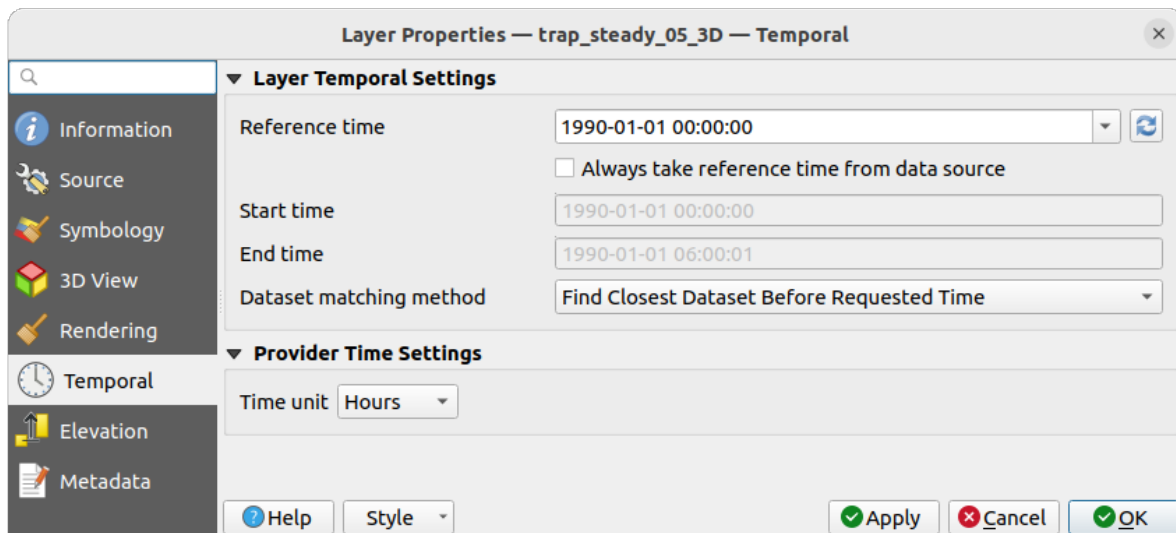 Layer Properties — trap_steady_05_3D — Temporal
Information
Source
Symbology
3D View
Rendering
Temporal
Elevation
Metadata
Layer Temporal Settings
Reference time 1990-01-01 00:00:00
Always take reference time from data source
Start time 1990-01-01 00:00:00
End time 1990-01-01 06:00:01
Dataset matching method Find Closest Dataset Before Requested Time
Provider Time Settings
Time unit Hours
Help Style Apply Cancel OK